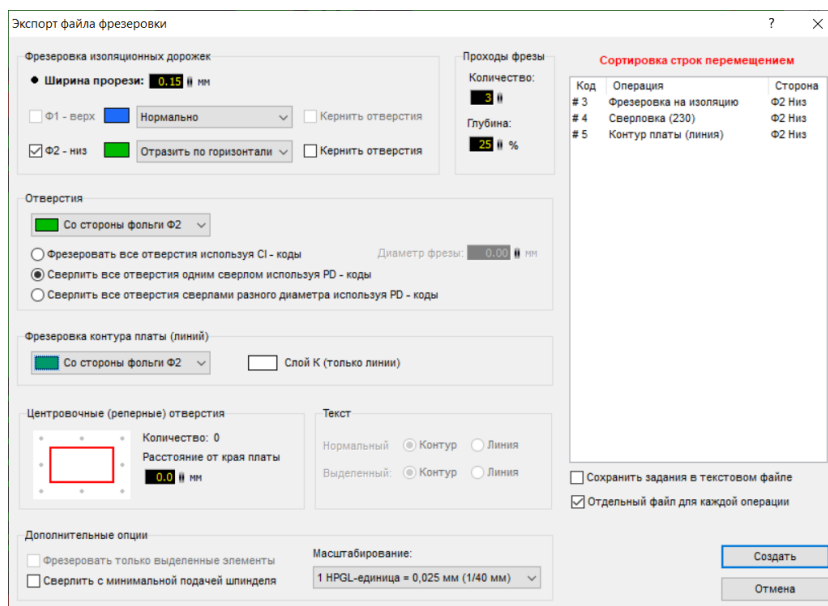 Экспорт файла фрезеровки
?
Фрезеровка изоляционных дорожек
Ширина прорези: 0.15 мм
Ф1 - верх Нормально Кернить отверстия
Ф2 - низ Отразить по горизонтали Кернить отверстия
Проходы фрезы
Количество:
3
Глубина:
25 %
Отверстия
Со стороны фольги Ф2
Фрезеровать все отверстия используя CI - коды Диаметр фрезы: 0.00 мм
Сверлить все отверстия одним сверлом используя PD - коды
Сверлить все отверстия сверлами разного диаметра используя PD - коды
Фрезеровка контура платы (линий)
Со стороны фольги Ф2 Слой К (только линии)
Центровочные (реперные) отверстия
Количество: 0
Расстояние от края платы
0.0 мм
Текст
Нормальный Контур Линия
Выделенный: Контур Линия
Дополнительные опции
Фрезеровать только выделенные элементы
Сверлить с минимальной подачей шпинделя
Масштабирование:
1 HPGL-единица = 0,025 мм (1/40 мм)
Сортировка строк перемещением
Код Операция Сторона
# 3 Фрезеровка на изоляцию Ф2 Низ
# 4 Сверловка (230) Ф2 Низ
# 5 Контур платы (линия) Ф2 Низ
Сохранить задания в текстовом файле
Отдельный файл для каждой операции
Создать
Отмена